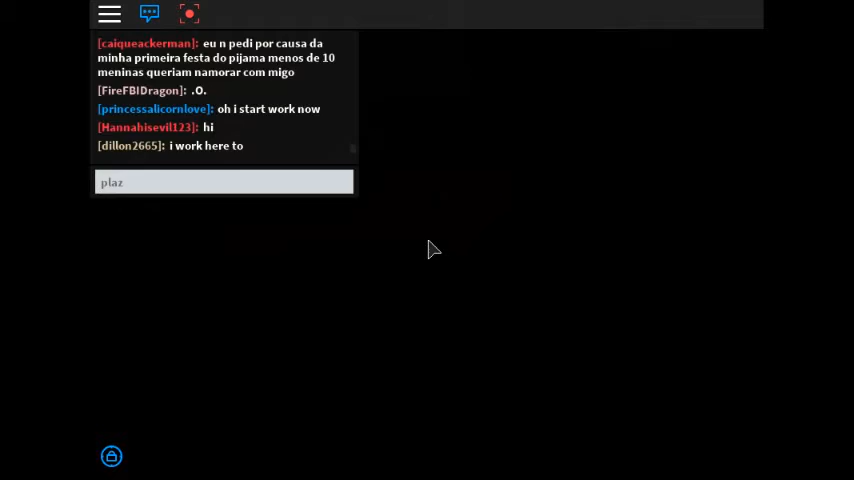 [caiqueackerman]: eu n pedi por causa da
minha primeira festa do pijama menos de 10
meninas queriam namorar com migo
[FireFBIDragon]: .O.
[princessalicornlove]: oh i start work now
[Hannahisevil123]: hi
[dillon2665]: i work here to
plaz